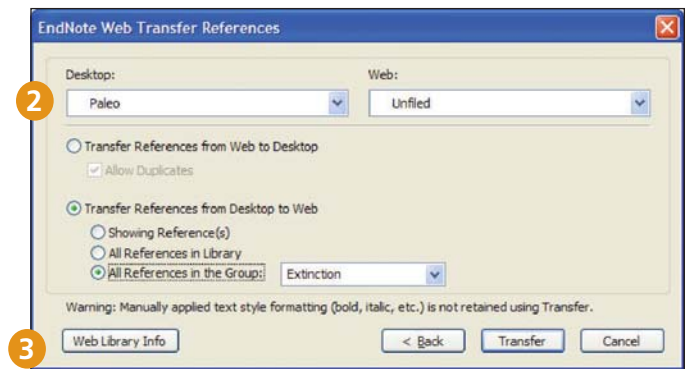 EndNote Web Transfer References
Desktop: Web:
2
Paleo Unfiled
Transfer References from Web to Desktop
Allow Duplicates
Transfer References from Desktop to Web
Showing Reference(s)
All References in Library
All References in the Group: Extinction
Warning: Manually applied text style formatting (bold, italic, etc.) is not retained using Transfer.
3
Web Library Info < Back Transfer Cancel